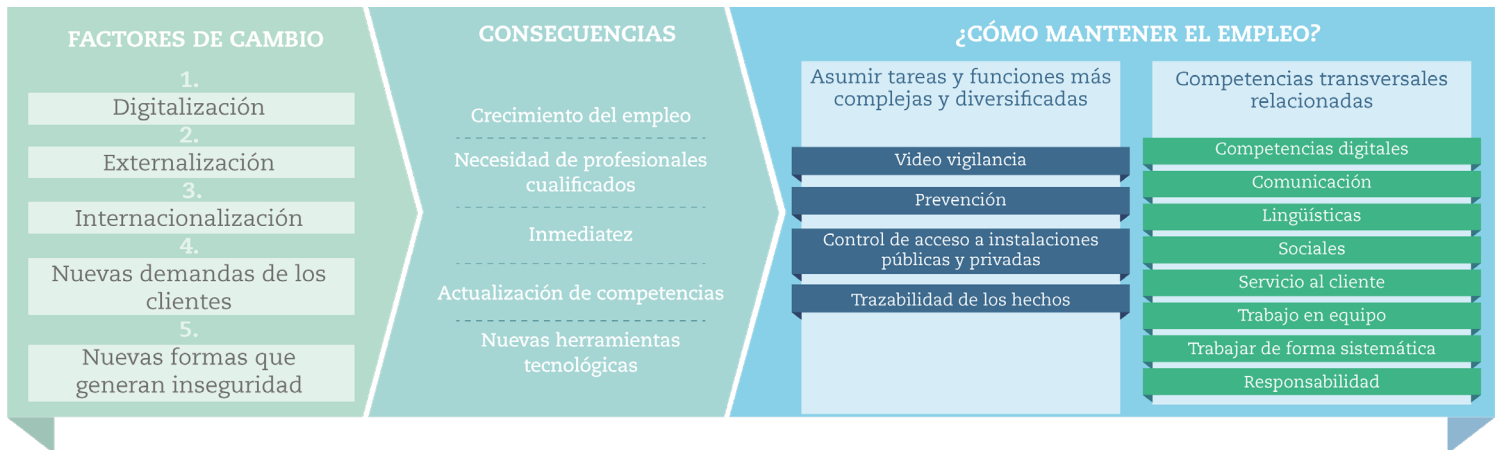 FACTORES DE CAMBIO
1.
Digitalización
2.
Externalización
3.
Internacionalización
4.
Nuevas demandas de los
clientes
5.
Nuevas formas que
generan inseguridad
CONSECUENCIAS
Crecimiento del empleo
Necesidad de profesionales
cualificados
Inmediatez
Actualización de competencias
Nuevas herramientas
tecnológicas
¿CÓMO MANTENER EL EMPLEO?
Asumir tareas y funciones más
complejas y diversificadas
Video vigilancia
Prevención
Control de acceso a instalaciones
públicas y privadas
Trazabilidad de los hechos
Competencias transversales
relacionadas
Competencias digitales
Comunicación
Lingüísticas
Sociales
Servicio al cliente
Trabajo en equipo
Trabajar de forma sistemática
Responsabilidad